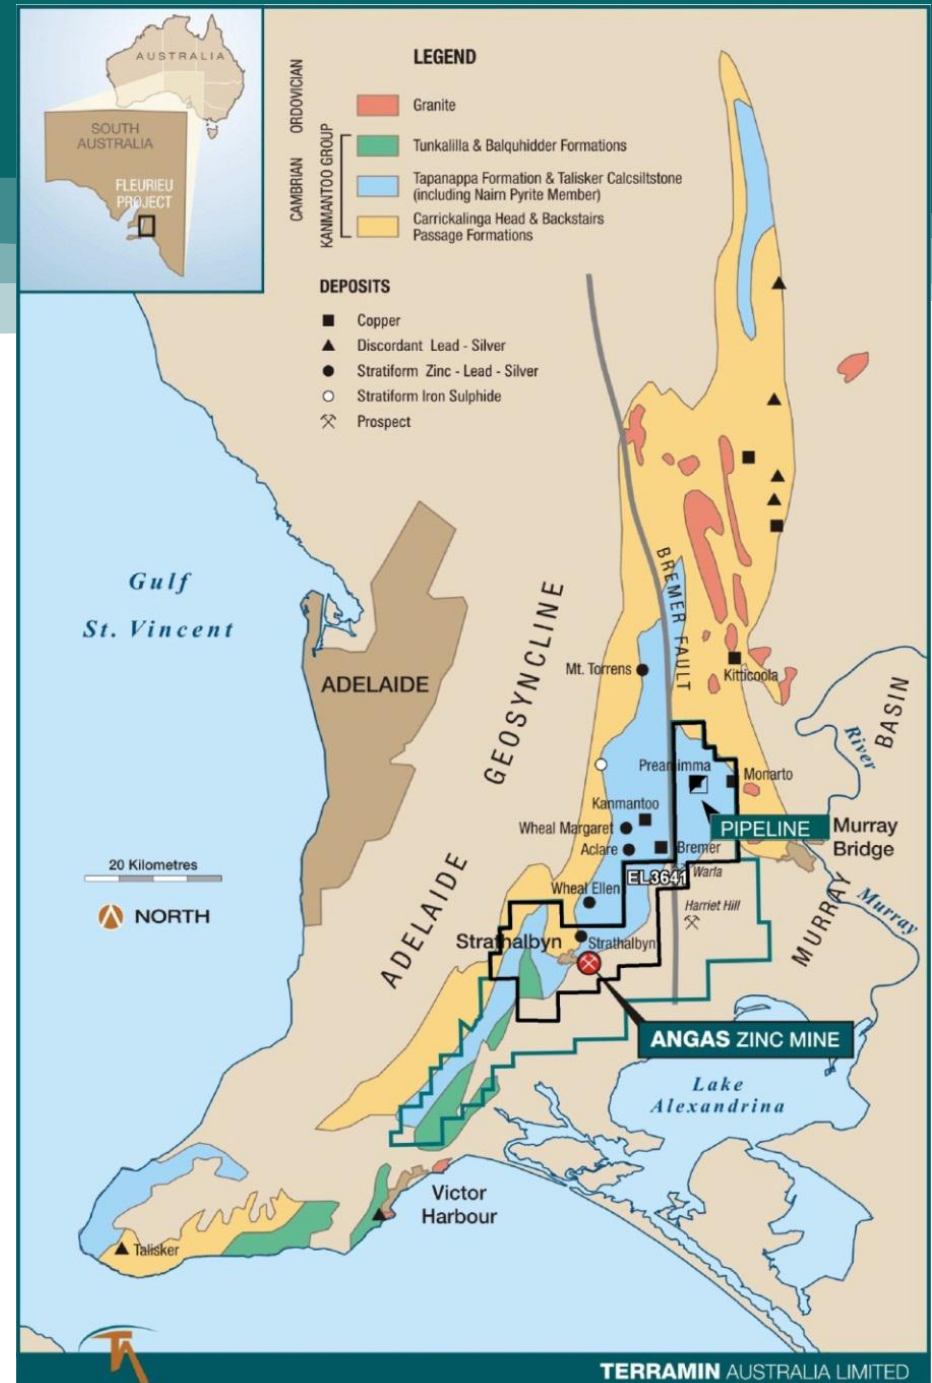 AUSTRALIA
SOUTH
AUSTRALIA
FLEURIEU
PROJECT
LEGEND
ORDOVICIAN
Granite
CAMBRIAN
KANMANTOO GROUP
Tunkalilla & Balquhidder Formations
Tapanappa Formation & Talisker Calcsiltstone
(including Nairn Pyrite Member)
Carrickalinga Head & Backstairs
Passage Formations
DEPOSITS
Copper
Discordant Lead - Silver
Stratiform Zinc - Lead - Silver
Stratiform Iron Sulphide
Prospect
Gulf
St. Vincent
ADELAIDE
ADELAIDE GEOSYNCLINE
BREMER FAULT
Mt. Torrens
Kitticoola
MURRAY BASIN
River Murray
Preamimma
Monarto
Kanmantoo
PIPELINE
Murray
Bridge
Wheal Margaret
Aclare
Bremer
EL3641
Warla
Wheal Ellen
Harriet Hill
Strathalbyn
Strathalbyn
20 Kilometres
NORTH
ANGAS ZINC MINE
Lake
Alexandrina
Victor
Harbour
Talisker
TA
TERRAMIN AUSTRALIA LIMITED